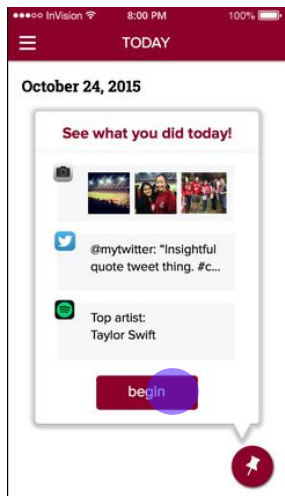 InVision 8:00 PM 100%
TODAY
October 24, 2015
See what you did today!
@mytwitter: “Insightful
quote tweet thing. #c...
Top artist:
Taylor Swift
begin